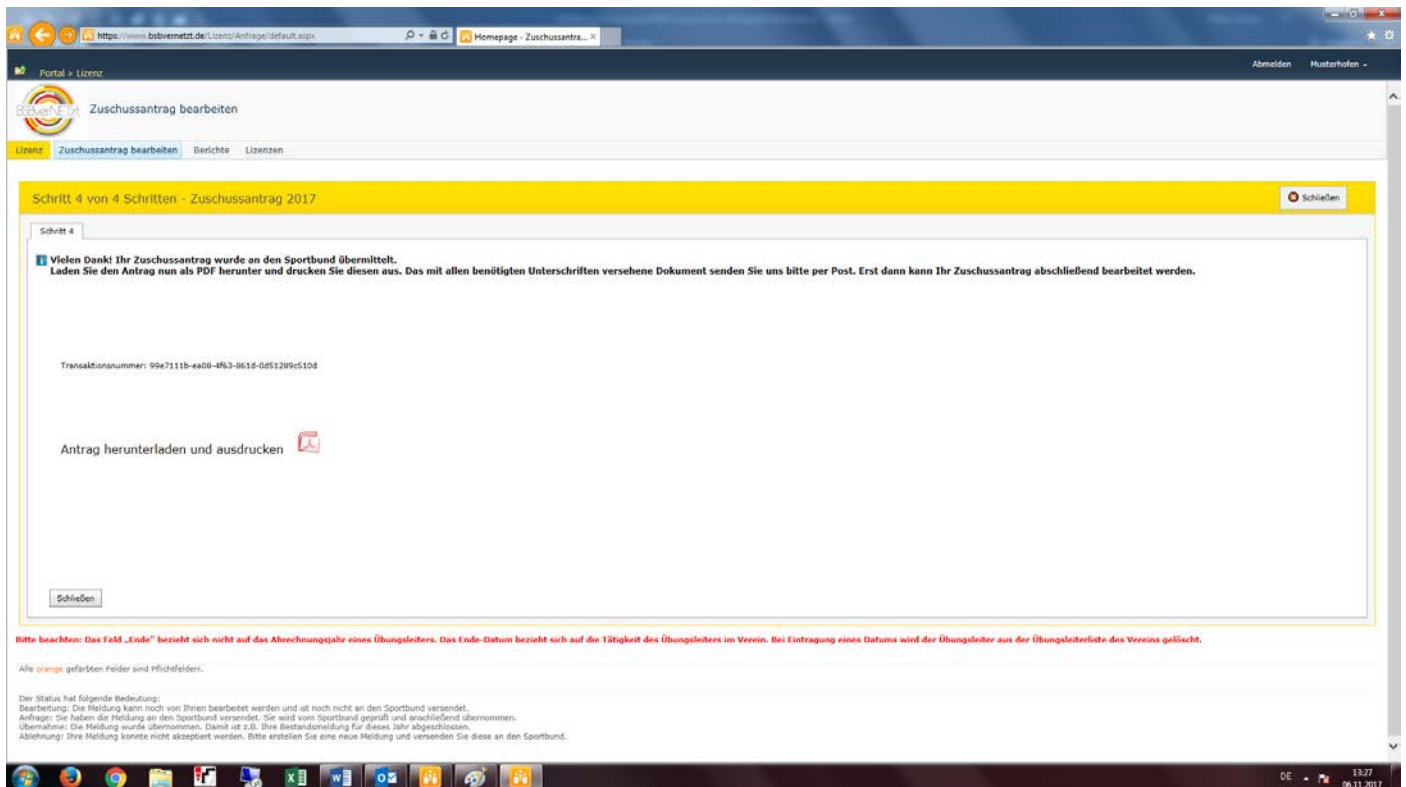 https://www.bsbvernetzt.de/Lizenz/Antrage/default.aspx
Homepage - Zuschussantra...
Portal > Lizenz
Abmelden Musterhofen
BSBverNETzt
Zuschussantrag bearbeiten
Lizenz Zuschussantrag bearbeiten Berichte Lizenzen
Schritt 4 von 4 Schritten - Zuschussantrag 2017
Schließen
Schritt 4
Vielen Dank! Ihr Zuschussantrag wurde an den Sportbund übermittelt.
Laden Sie den Antrag nun als PDF herunter und drucken Sie diesen aus. Das mit allen benötigten Unterschriften versehene Dokument senden Sie uns bitte per Post. Erst dann kann Ihr Zuschussantrag abschließend bearbeitet werden.
Transaktionsnummer: 99e7111b-ea08-4f63-861d-0d51289c510d
Antrag herunterladen und ausdrucken
Schließen
Bitte beachten: Das Feld „Ende" bezieht sich nicht auf das Abrechnungsjahr eines Übungsleiters. Das Ende-Datum bezieht sich auf die Tätigkeit des Übungsleiters im Verein. Bei Eintragung eines Datums wird der Übungsleiter aus der Übungsleiterliste des Vereins gelöscht.
Alle orange gefärbten Felder sind Pflichtfelder.
Der Status hat folgende Bedeutung:
Bearbeitung: Die Meldung kann noch von Ihnen bearbeitet werden und ist noch nicht an den Sportbund versendet.
Anfrage: Sie haben die Meldung an den Sportbund versendet. Sie wird vom Sportbund geprüft und anschließend übernommen.
Übernahme: Die Meldung wurde übernommen. Damit ist z.B. Ihre Bestandsmeldung für dieses Jahr abgeschlossen.
Ablehnung: Ihre Meldung konnte nicht akzeptiert werden. Bitte erstellen Sie eine neue Meldung und versenden Sie diese an den Sportbund.
DE
13:27
06.11.2017